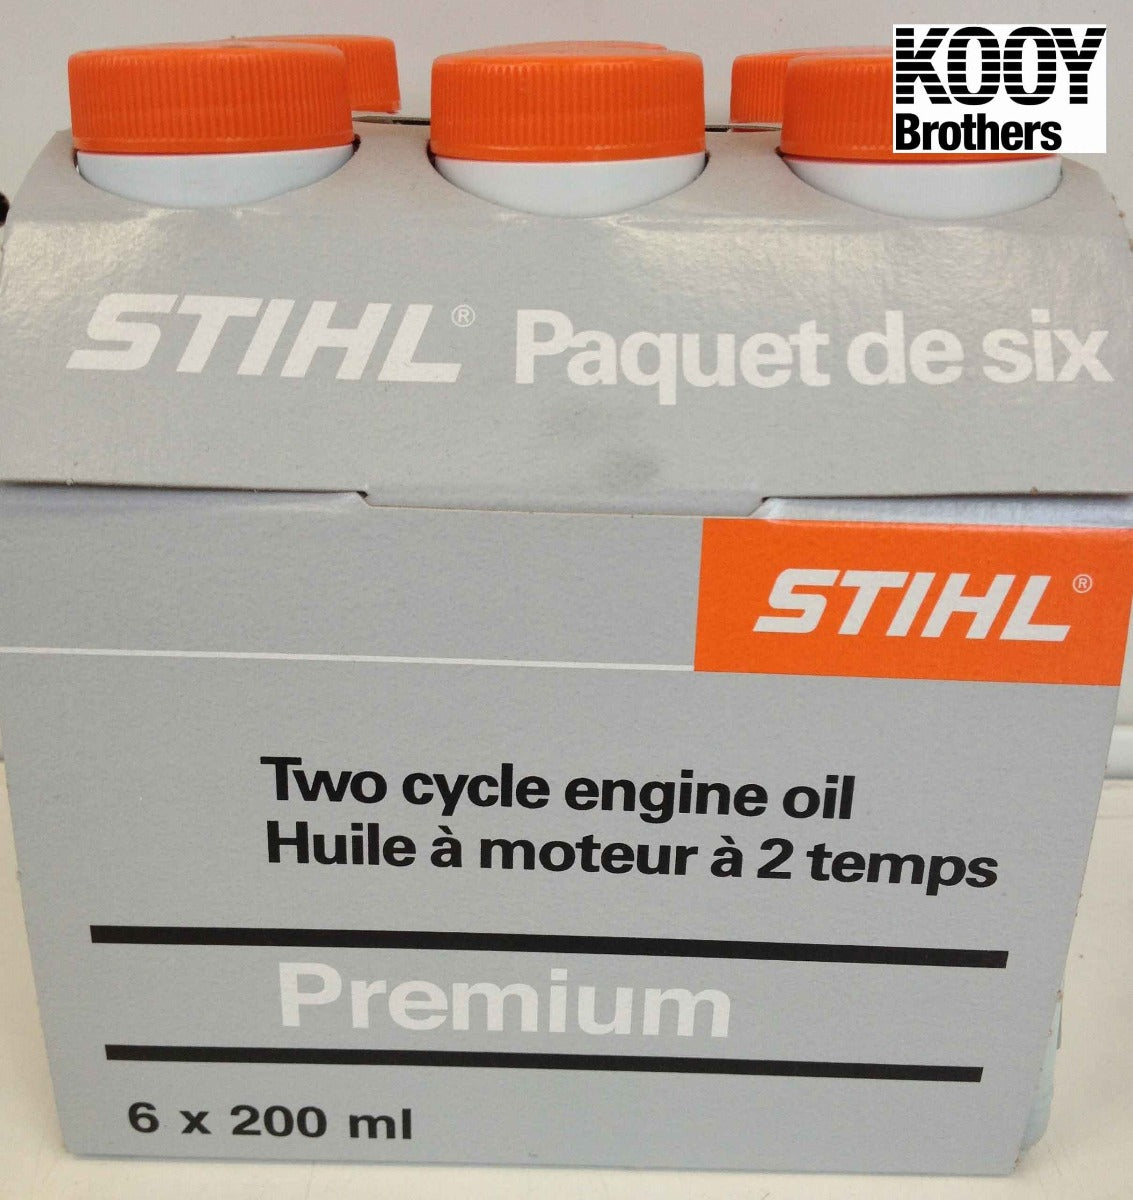 KOOY
Brothers
STIHL® Paquet de six
STIHL®
Two cycle engine oil
Huile à moteur à 2 temps
Premium
6 x 200 ml